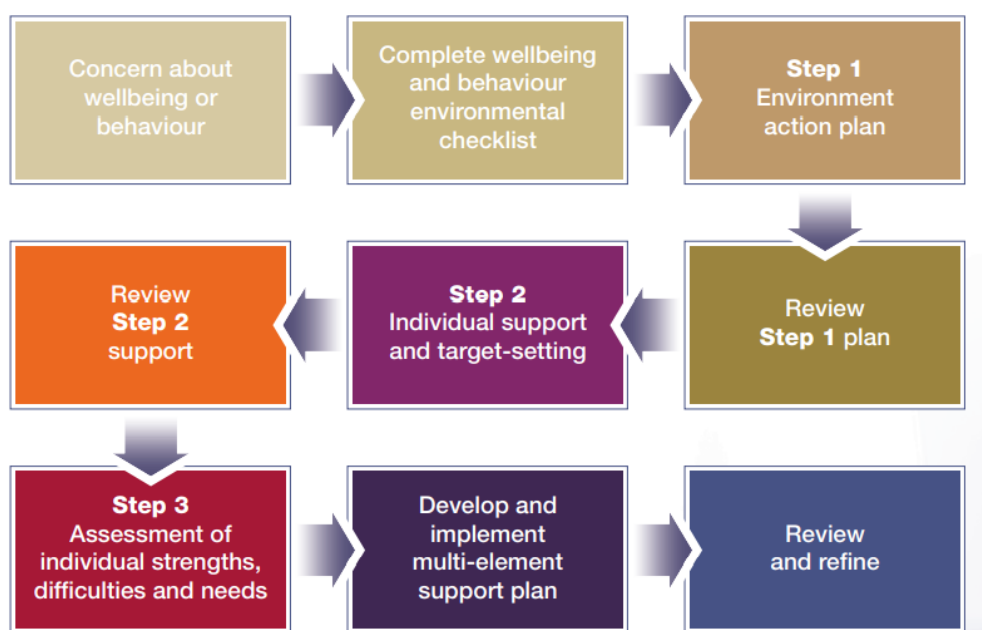 Concern about
wellbeing or
behaviour
Complete wellbeing
and behaviour
environmental
checklist
Step 1
Environment
action plan
Review
Step 1 plan
Step 2
Individual support
and target-setting
Review
Step 2
support
Step 3
Assessment of
individual strengths,
difficulties and needs
Develop and
implement
multi-element
support plan
Review
and refine